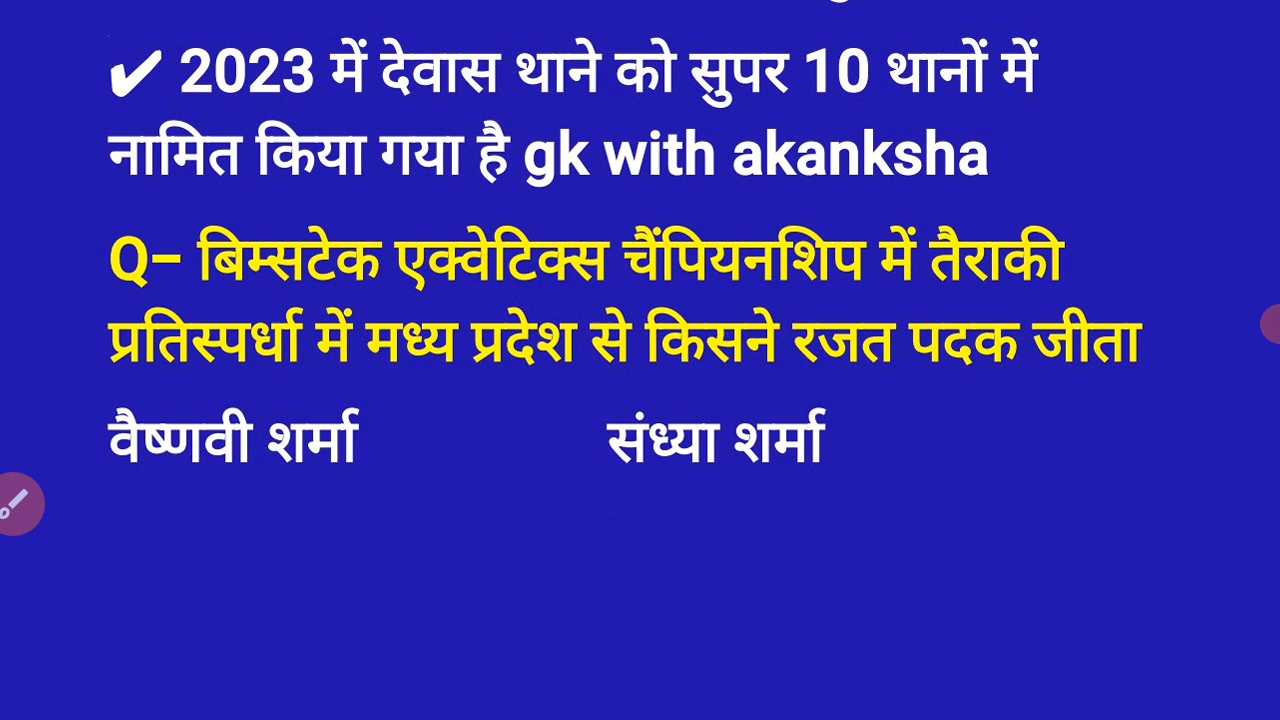 ✔ 2023 में देवास थाने को सुपर 10 थानों में
नामित किया गया है gk with akanksha
Q– बिम्सटेक एक्वेटिक्स चैंपियनशिप में तैराकी
प्रतिस्पर्धा में मध्य प्रदेश से किसने रजत पदक जीता
वैष्णवी शर्मा संध्या शर्मा